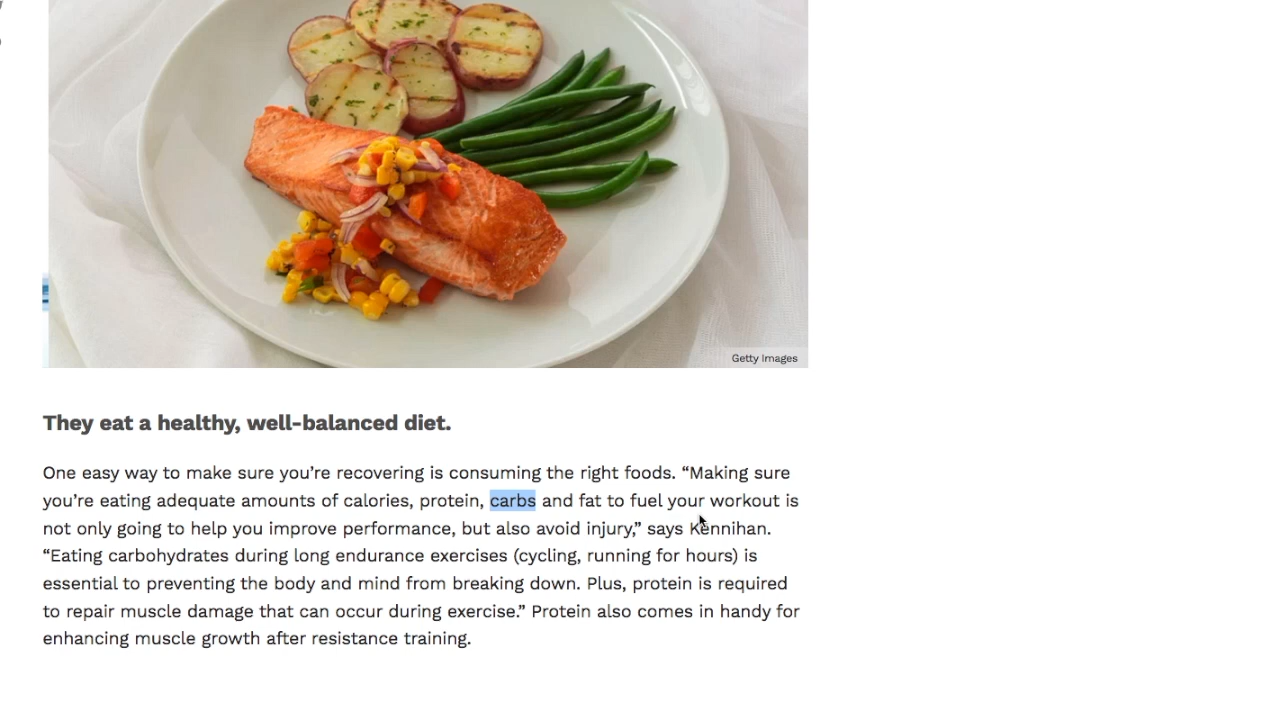 Getty Images
They eat a healthy, well-balanced diet.
One easy way to make sure you’re recovering is consuming the right foods. “Making sure
you’re eating adequate amounts of calories, protein, carbs and fat to fuel your workout is
not only going to help you improve performance, but also avoid injury,” says Kennihan.
“Eating carbohydrates during long endurance exercises (cycling, running for hours) is
essential to preventing the body and mind from breaking down. Plus, protein is required
to repair muscle damage that can occur during exercise.” Protein also comes in handy for
enhancing muscle growth after resistance training.